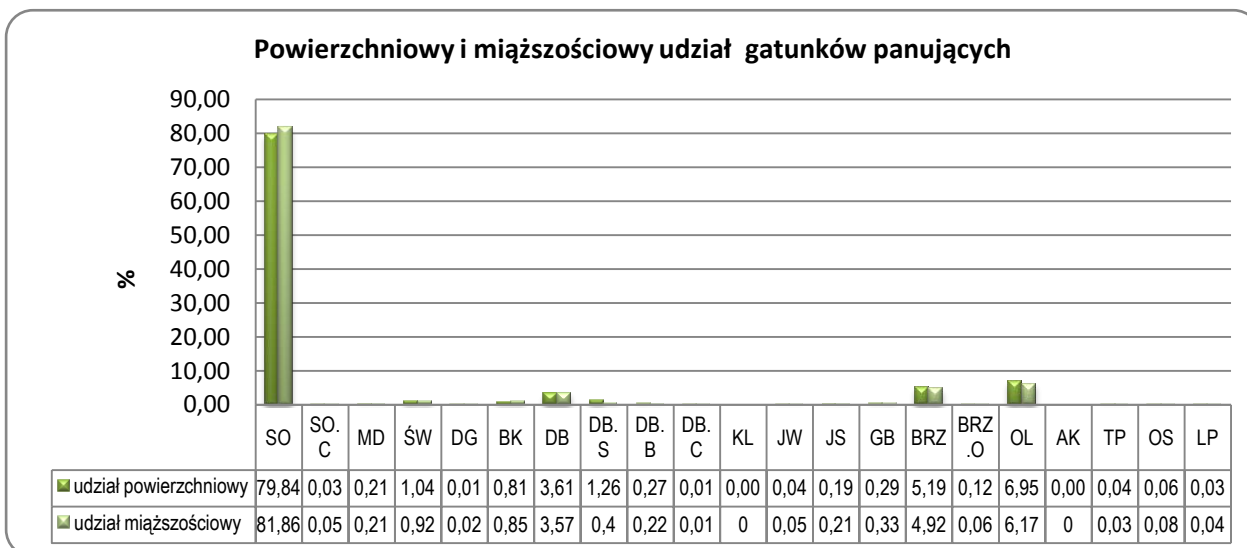 Powierzchniowy i miąższościowy udział gatunków panujących
%
90,00
80,00
70,00
60,00
50,00
40,00
30,00
20,00
10,00
0,00
SO SO.C MD ŚW DG BK DB DB.S DB.B DB.C KL JW JS GB BRZ BRZ.O OL AK TP OS LP
udział powierzchniowy 79,84 0,03 0,21 1,04 0,01 0,81 3,61 1,26 0,27 0,01 0,00 0,04 0,19 0,29 5,19 0,12 6,95 0,00 0,04 0,06 0,03
udział miąższościowy 81,86 0,05 0,21 0,92 0,02 0,85 3,57 0,4 0,22 0,01 0 0,05 0,21 0,33 4,92 0,06 6,17 0 0,03 0,08 0,04